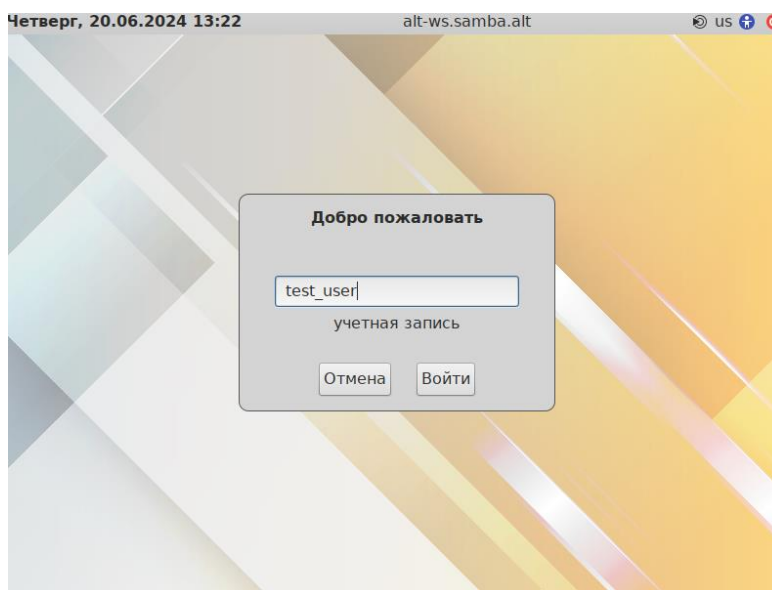 Четверг, 20.06.2024 13:22 alt-ws.samba.alt us
Добро пожаловать
test_user
учетная запись
Отмена Войти